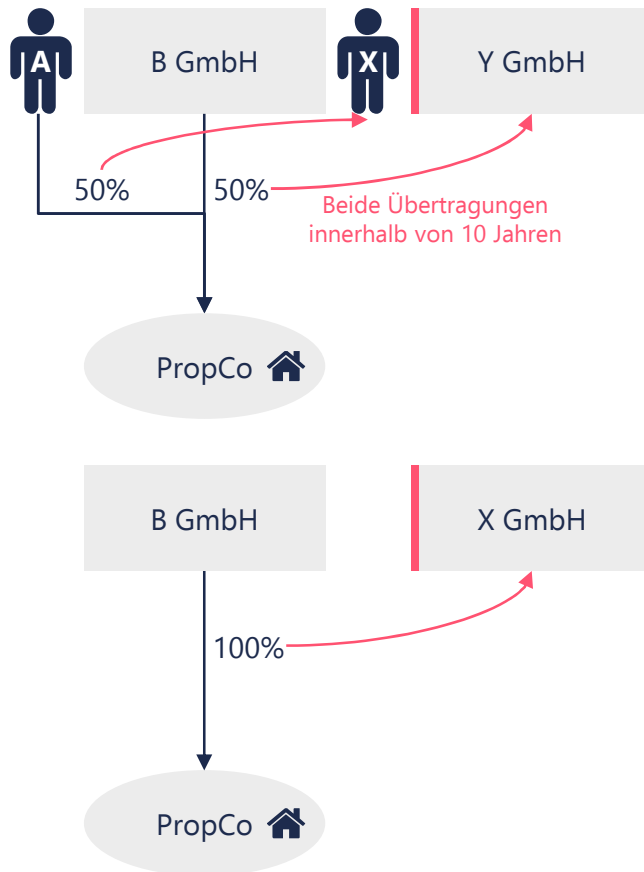 A
B GmbH
X
Y GmbH
50%
50%
Beide Übertragungen
innerhalb von 10 Jahren
PropCo
B GmbH
X GmbH
100%
PropCo